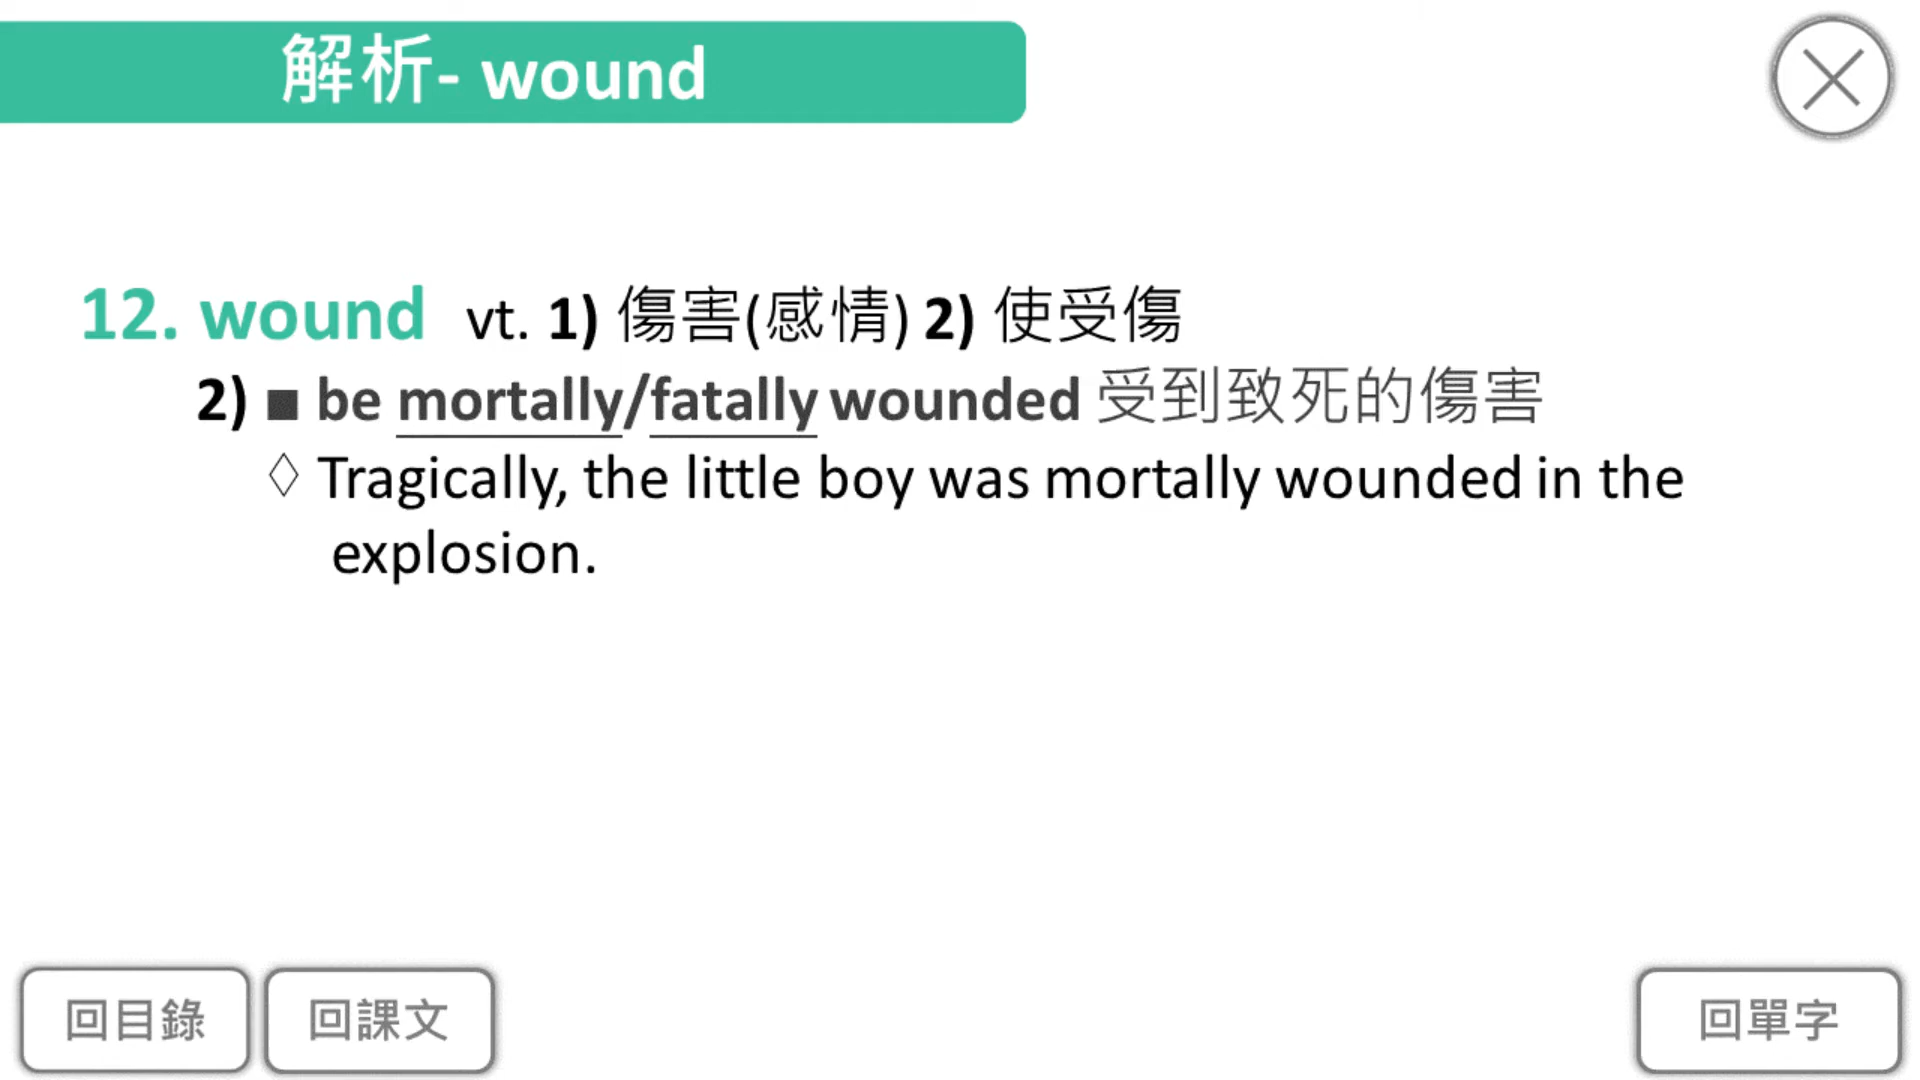 解析- wound
12. wound vt. 1) 傷害(感情) 2) 使受傷
2) ■ be mortally/fatally wounded 受到致死的傷害
◊ Tragically, the little boy was mortally wounded in the
explosion.
回目錄 回課文 回單字